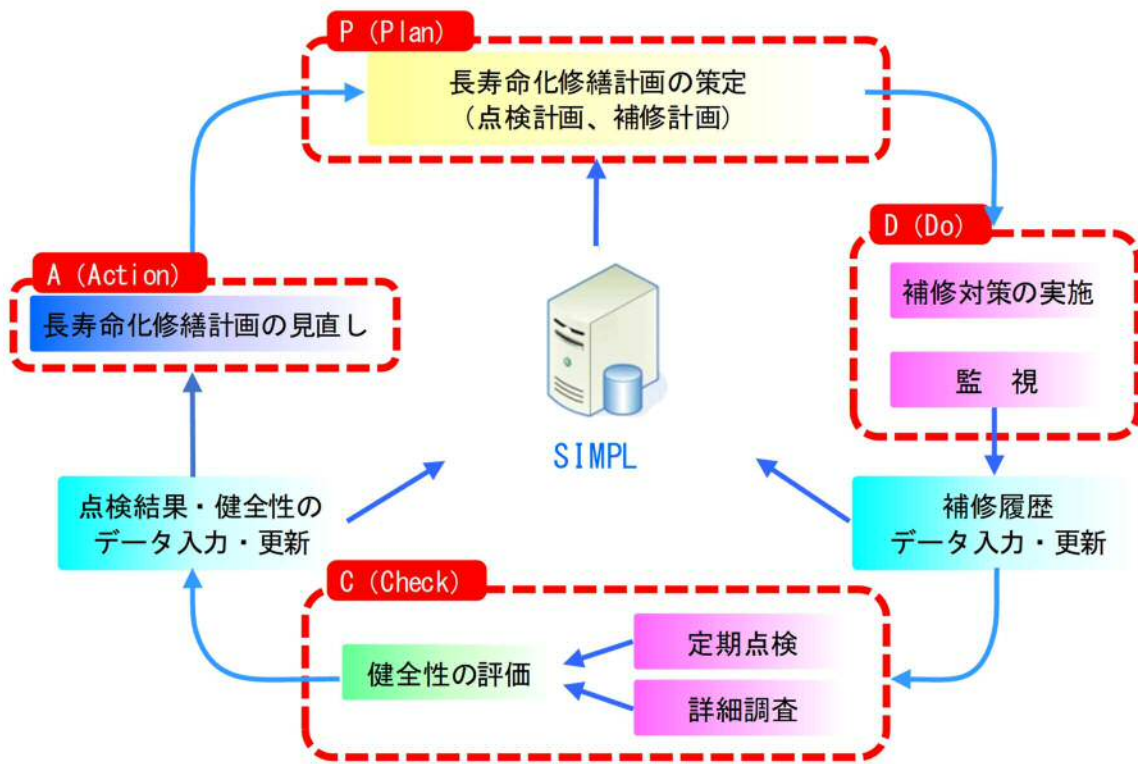 P (Plan)
長寿命化修繕計画の策定
(点検計画、補修計画)
D (Do)
補修対策の実施
監　視
A (Action)
長寿命化修繕計画の見直し
SIMPL
点検結果・健全性の
データ入力・更新
補修履歴
データ入力・更新
C (Check)
定期点検
健全性の評価
詳細調査